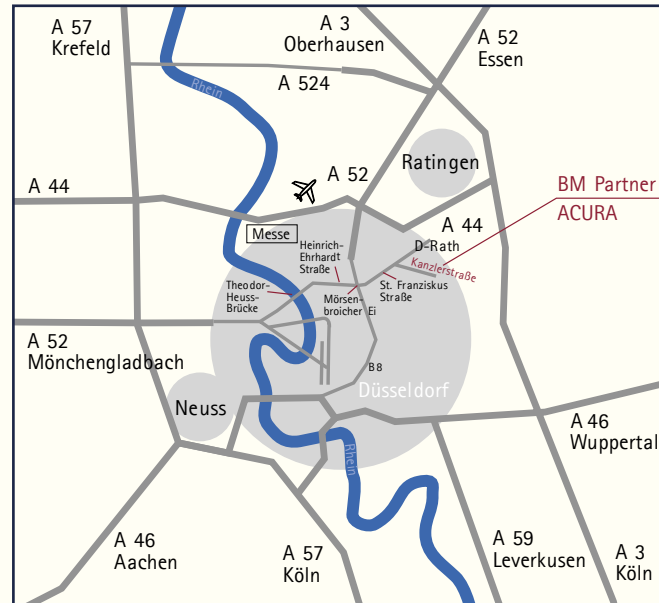 A 57
Krefeld
A 3
Oberhausen
A 52
Essen
Rhein
A 524
Ratingen
A 52
A 44
BM Partner
ACURA
Messe
A 44
D-Rath
Heinrich-
Ehrhardt
Straße
Kanzlerstraße
Theodor-
Heuss-
Brücke
Mörsen-
broicher Ei
St. Franziskus
Straße
A 52
Mönchengladbach
B8
Düsseldorf
Neuss
A 46
Wuppertal
Rhein
A 46
Aachen
A 57
Köln
A 59
Leverkusen
A 3
Köln